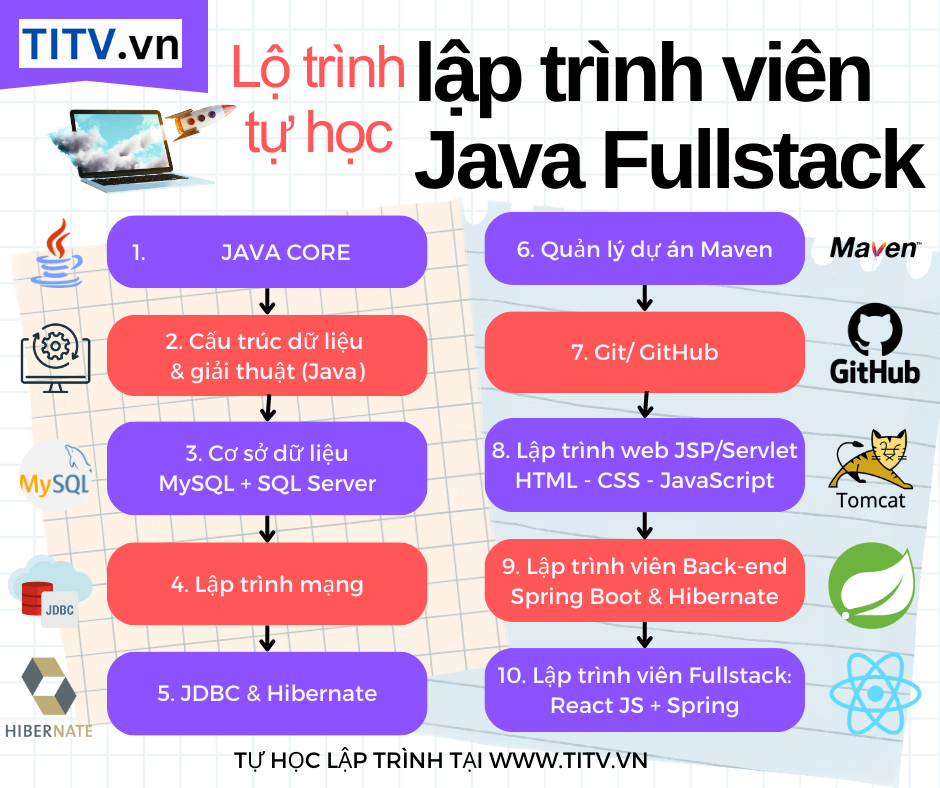 TITV.vn
Lộ trình
tự học
lập trình viên
Java Fullstack
1. JAVA CORE
2. Cấu trúc dữ liệu
& giải thuật (Java)
3. Cơ sở dữ liệu
MySQL + SQL Server
MySQL
4. Lập trình mạng
JDBC
5. JDBC & Hibernate
HIBERNATE
6. Quản lý dự án Maven
Maven™
7. Git/ GitHub
GitHub
8. Lập trình web JSP/Servlet
HTML - CSS - JavaScript
Tomcat
9. Lập trình viên Back-end
Spring Boot & Hibernate
10. Lập trình viên Fullstack:
React JS + Spring
TỰ HỌC LẬP TRÌNH TẠI WWW.TITV.VN